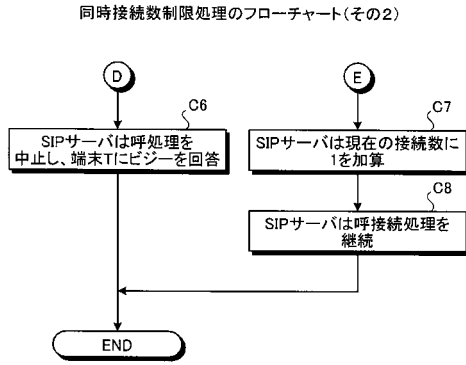 同時接続数制限処理のフローチャート(その2)
D
E
C6
SIPサーバは呼処理を
中止し、端末Tにビジーを回答
C7
SIPサーバは現在の接続数に
1を加算
C8
SIPサーバは呼接続処理を
継続
END